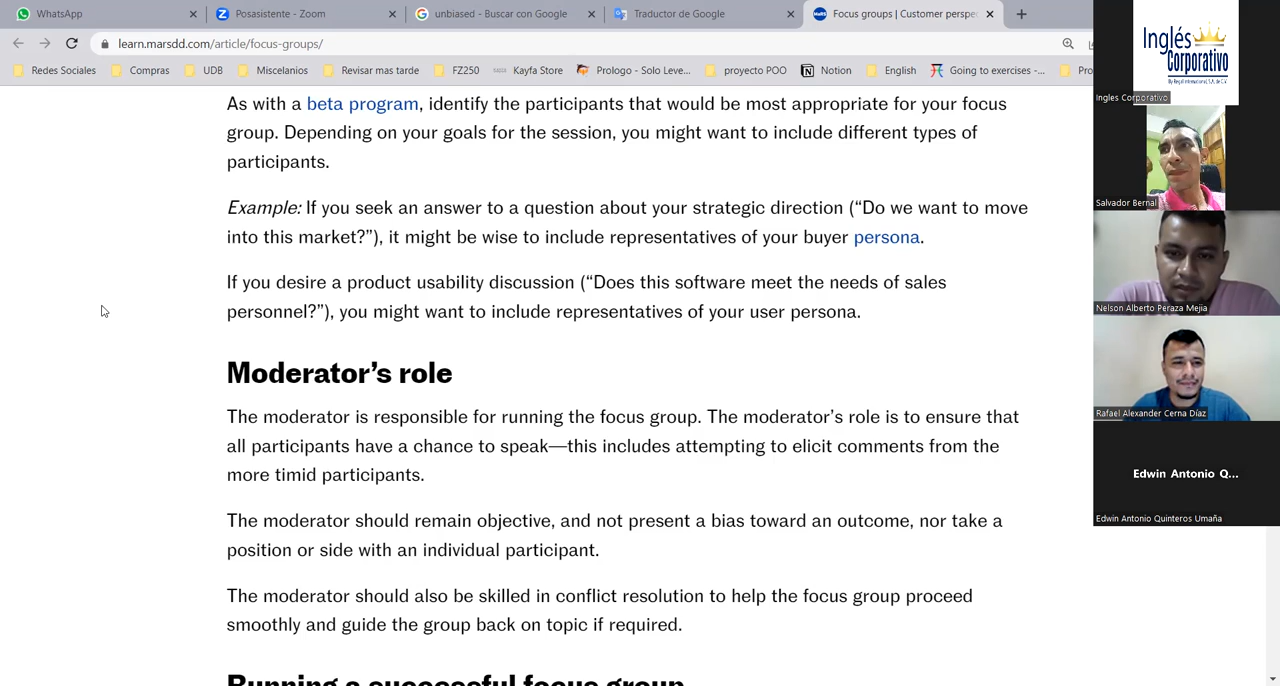 WhatsApp
Posasistente - Zoom
unbiased - Buscar con Google
Traductor de Google
Focus groups | Customer perspe
learn.marsdd.com/article/focus-groups/
Redes Sociales
Compras
UDB
Miscelanios
Revisar mas tarde
FZ250
Kayfa Store
Prologo - Solo Leve...
proyecto POO
Notion
English
Going to exercises -...
Pro
As with a beta program, identify the participants that would be most appropriate for your focus
group. Depending on your goals for the session, you might want to include different types of
participants.
Example: If you seek an answer to a question about your strategic direction (“Do we want to move
into this market?”), it might be wise to include representatives of your buyer persona.
If you desire a product usability discussion (“Does this software meet the needs of sales
personnel?”), you might went to include representatives of your user persona.
Moderator’s role
The moderator is responsible for running the focus group. The moderator’s role is to ensure that
all participants have a chance to speak—this includes attempting to elicit comments from the
more timid participants.
The moderator should remain objective, and not present a bias toward an outcome, nor take a
position or side with an individual participant.
The moderator should also be skilled in conflict resolution to help the focus group proceed
smoothly and guide the group back on topic if required.
Running a successful focus group
Inglés
Corporativo
Ingles Corporativo
Salvador Bernal
Nelson Alberto Peraza Mejia
Rafael Alexander Cerna Díaz
Edwin Antonio Q...
Edwin Antonio Quinteros Umaña